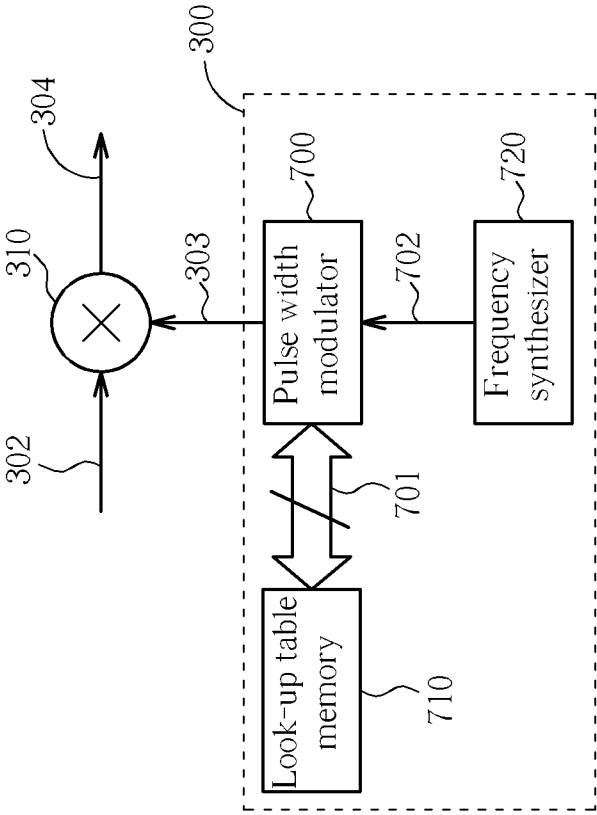 300
304
310
302
303
700
Pulse width
modulator
701
Look-up table
memory
710
702
720
Frequency
synthesizer